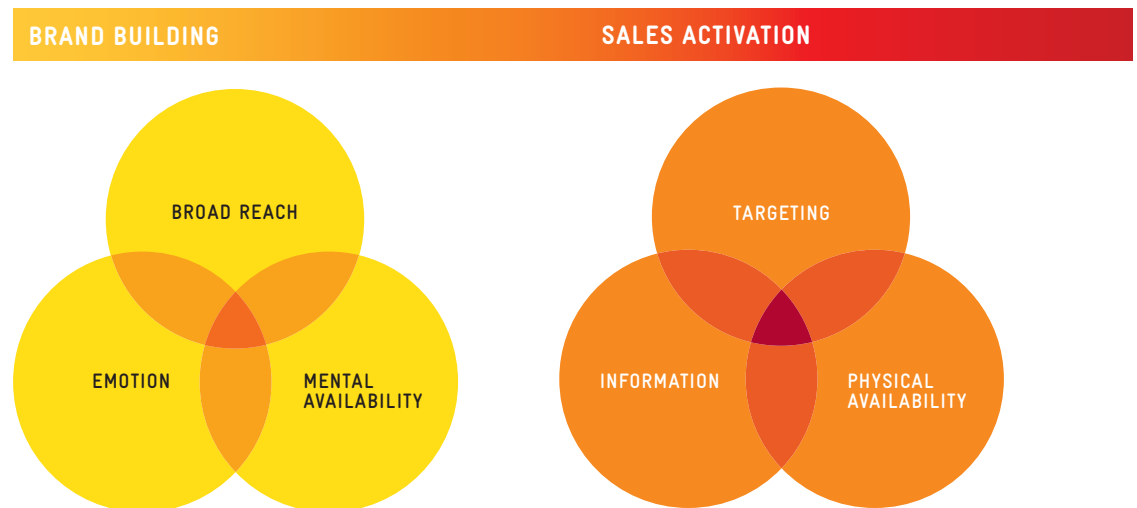 BRAND BUILDING
SALES ACTIVATION
BROAD REACH
EMOTION
MENTAL
AVAILABILITY
TARGETING
INFORMATION
PHYSICAL
AVAILABILITY